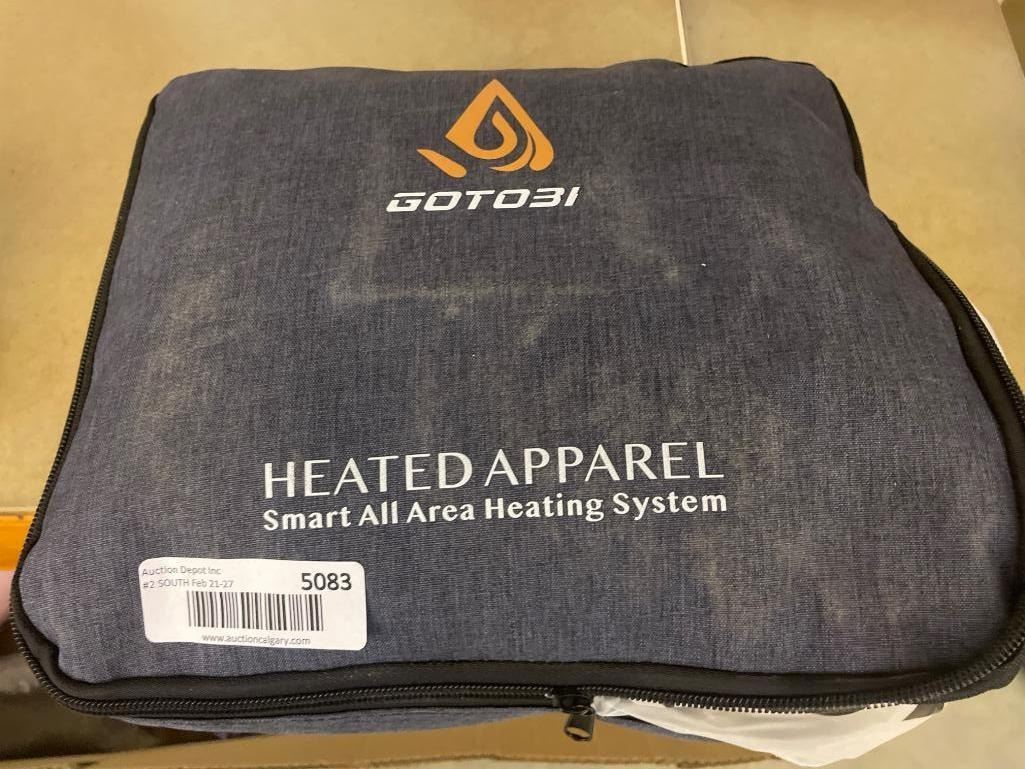 GOTOBI
HEATED APPAREL
Smart All Area Heating System
Auction Depot Inc
#2 SOUTH Feb 21-27
5083
www.auctioncalgary.com